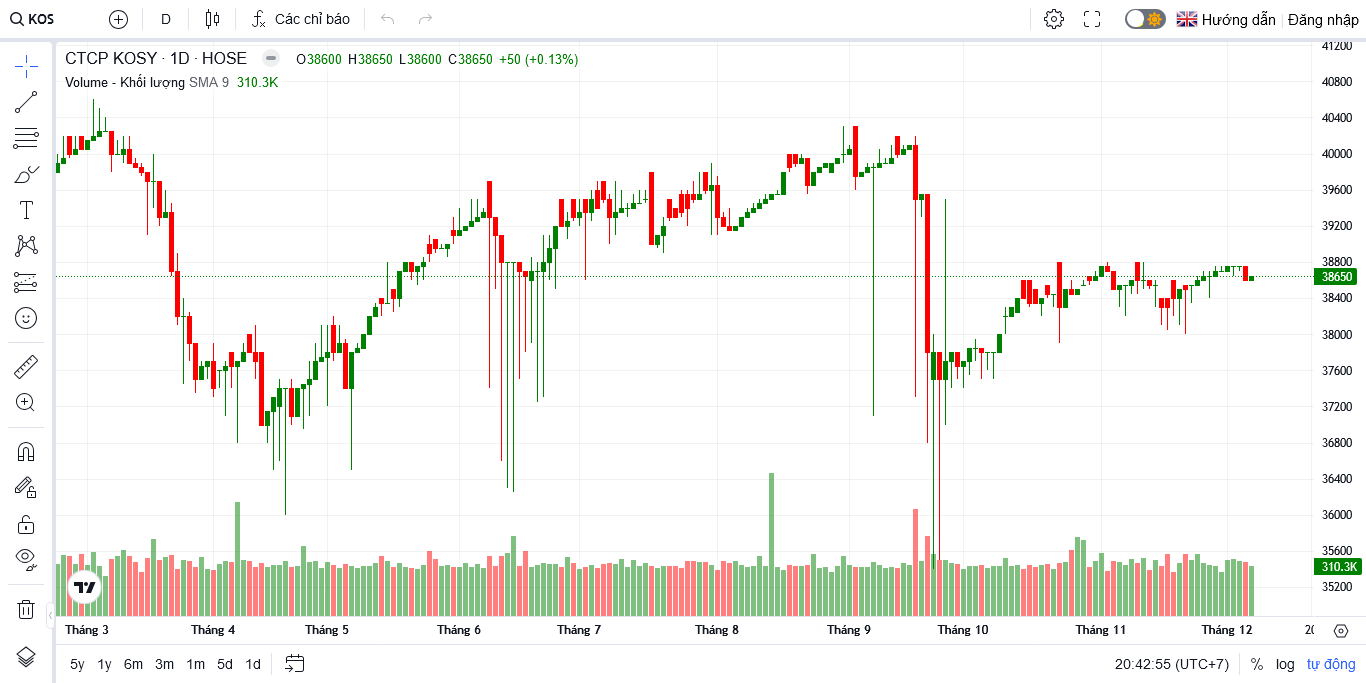 KOS
D
Các chỉ báo
Hướng dẫn
Đăng nhập
CTCP KOSY · 1D · HOSE
O38600 H38650 L38600 C38650 +50 (+0.13%)
Volume - Khối lượng SMA 9 310.3K
41200
40800
40400
40000
39600
39200
38800
38650
38400
38000
37600
37200
36800
36400
36000
35600
310.3K
35200
Tháng 3 Tháng 4 Tháng 5 Tháng 6 Tháng 7 Tháng 8 Tháng 9 Tháng 10 Tháng 11 Tháng 12
5y 1y 6m 3m 1m 5d 1d
20:42:55 (UTC+7) % log tự động